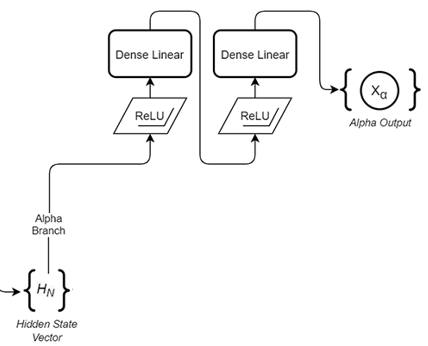 Dense Linear
Dense Linear
ReLU
ReLU
Xα
Alpha Output
Alpha
Branch
HN
Hidden State
Vector